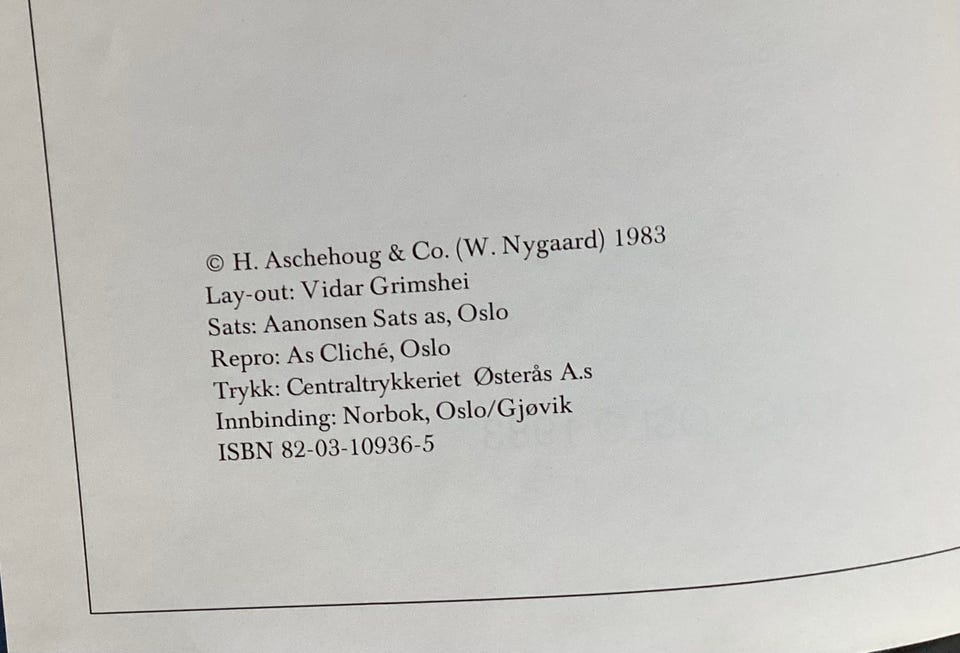 © H. Aschehoug & Co. (W. Nygaard) 1983
Lay-out: Vidar Grimshei
Sats: Aanonsen Sats as, Oslo
Repro: As Cliché, Oslo
Trykk: Centraltrykkeriet Østerås A.s
Innbinding: Norbok, Oslo/Gjøvik
ISBN 82-03-10936-5